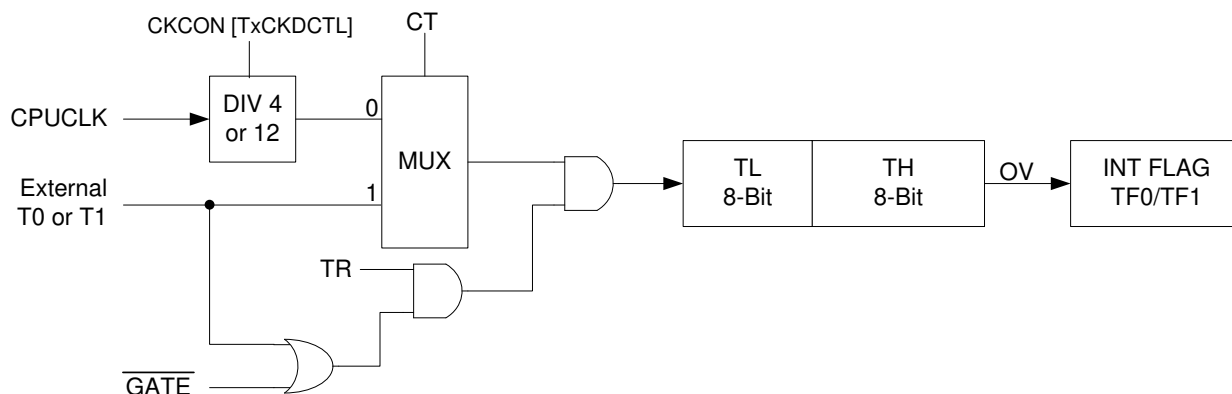 CKCON [TxCKDCTL]
CT
CPUCLK
DIV 4
or 12
0
MUX
External
T0 or T1
1
TL
8-Bit
TH
8-Bit
OV
INT FLAG
TF0/TF1
TR
GATE